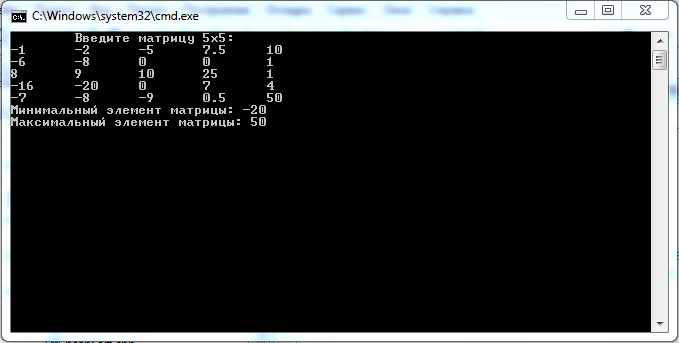 C:\Windows\system32\cmd.exe
Введите матрицу 5x5:
-1 -2 -5 7.5 10
-6 -8 0 0 1
8 9 10 25 1
-16 -20 0 7 4
-7 -8 -9 0.5 50
Минимальный элемент матрицы: -20
Максимальный элемент матрицы: 50